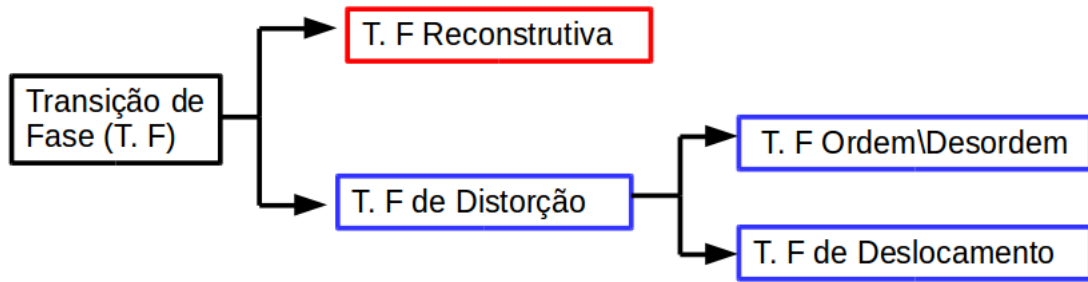 T. F Reconstrutiva
Transição de
Fase (T. F)
T. F Ordem\Desordem
T. F de Distorção
T. F de Deslocamento